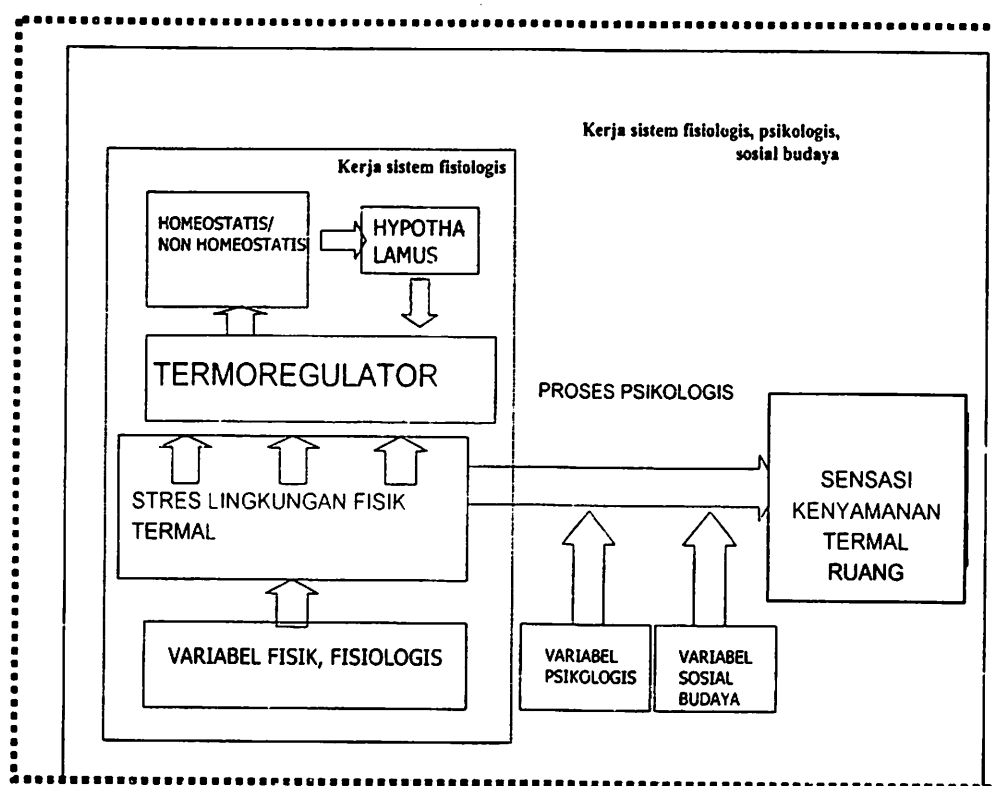 Kerja sistem fisiologis, psikologis,
sosial budaya
Kerja sistem fisiologis
HOMEOSTATIS/
NON HOMEOSTATIS
HYPOTHA
LAMUS
TERMOREGULATOR
PROSES PSIKOLOGIS
STRES LINGKUNGAN FISIK
TERMAL
SENSASI
KENYAMANAN
TERMAL
RUANG
VARIABEL FISIK, FISIOLOGIS
VARIABEL
PSIKOLOGIS
VARIABEL
SOSIAL
BUDAYA